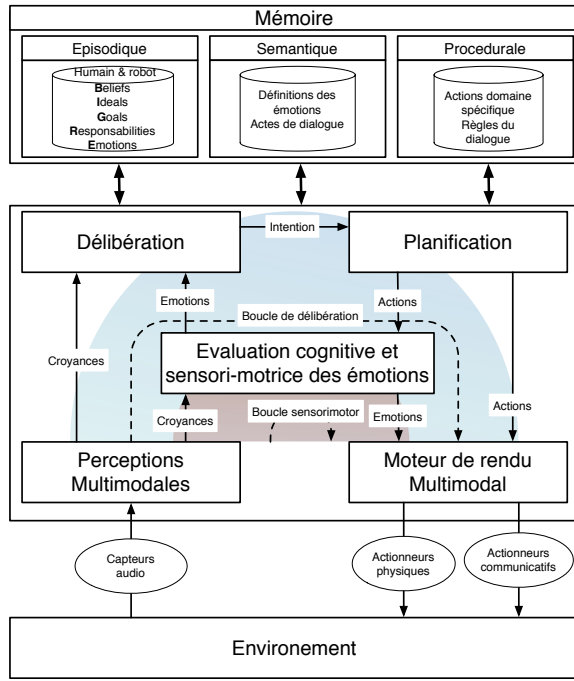 Mémoire
Episodique
Humain & robot
Beliefs
Ideals
Goals
Responsabilities
Emotions
Semantique
Définitions des
émotions
Actes de dialogue
Procedurale
Actions domaine
spécifique
Règles du
dialogue
Délibération
Intention
Planification
Emotions
Actions
Boucle de délibération
Croyances
Evaluation cognitive et
sensori-motrice des émotions
Croyances
Boucle sensorimotor
Emotions
Actions
Perceptions
Multimodales
Moteur de rendu
Multimodal
Capteurs
audio
Actionneurs
physiques
Actionneurs
communicatifs
Environement